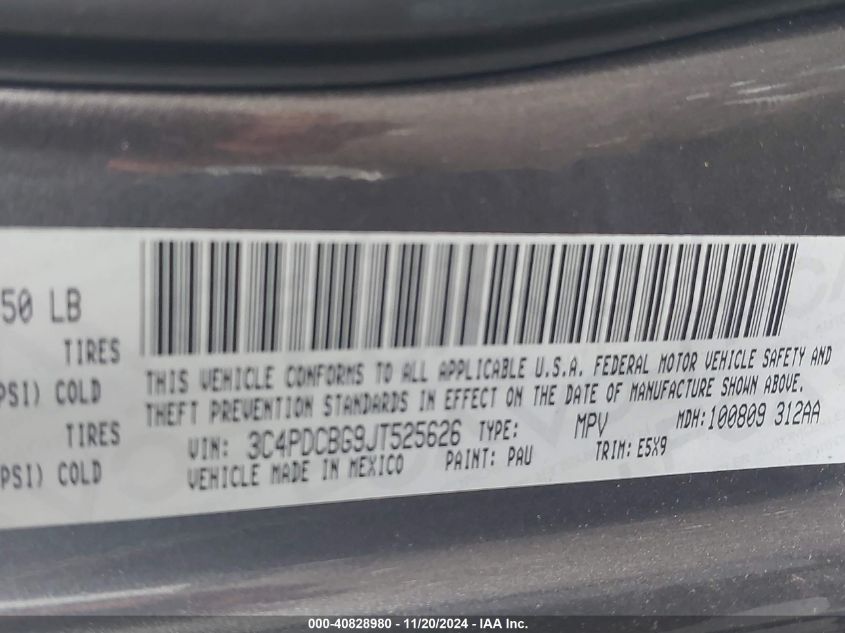 50 LB
TIRES
PSI) COLD
TIRES
PSI) COLD
THIS VEHICLE CONFORMS TO ALL APPLICABLE U.S.A. FEDERAL MOTOR VEHICLE SAFETY AND
THEFT PREVENTION STANDARDS IN EFFECT ON THE DATE OF MANUFACTURE SHOWN ABOVE.
VIN: 3C4PDCBG9JT525626 TYPE: MPV MDH:100809 312AA
VEHICLE MADE IN MEXICO PAINT: PAU TRIM: E5X9
000-40828980 - 11/20/2024 - IAA Inc.